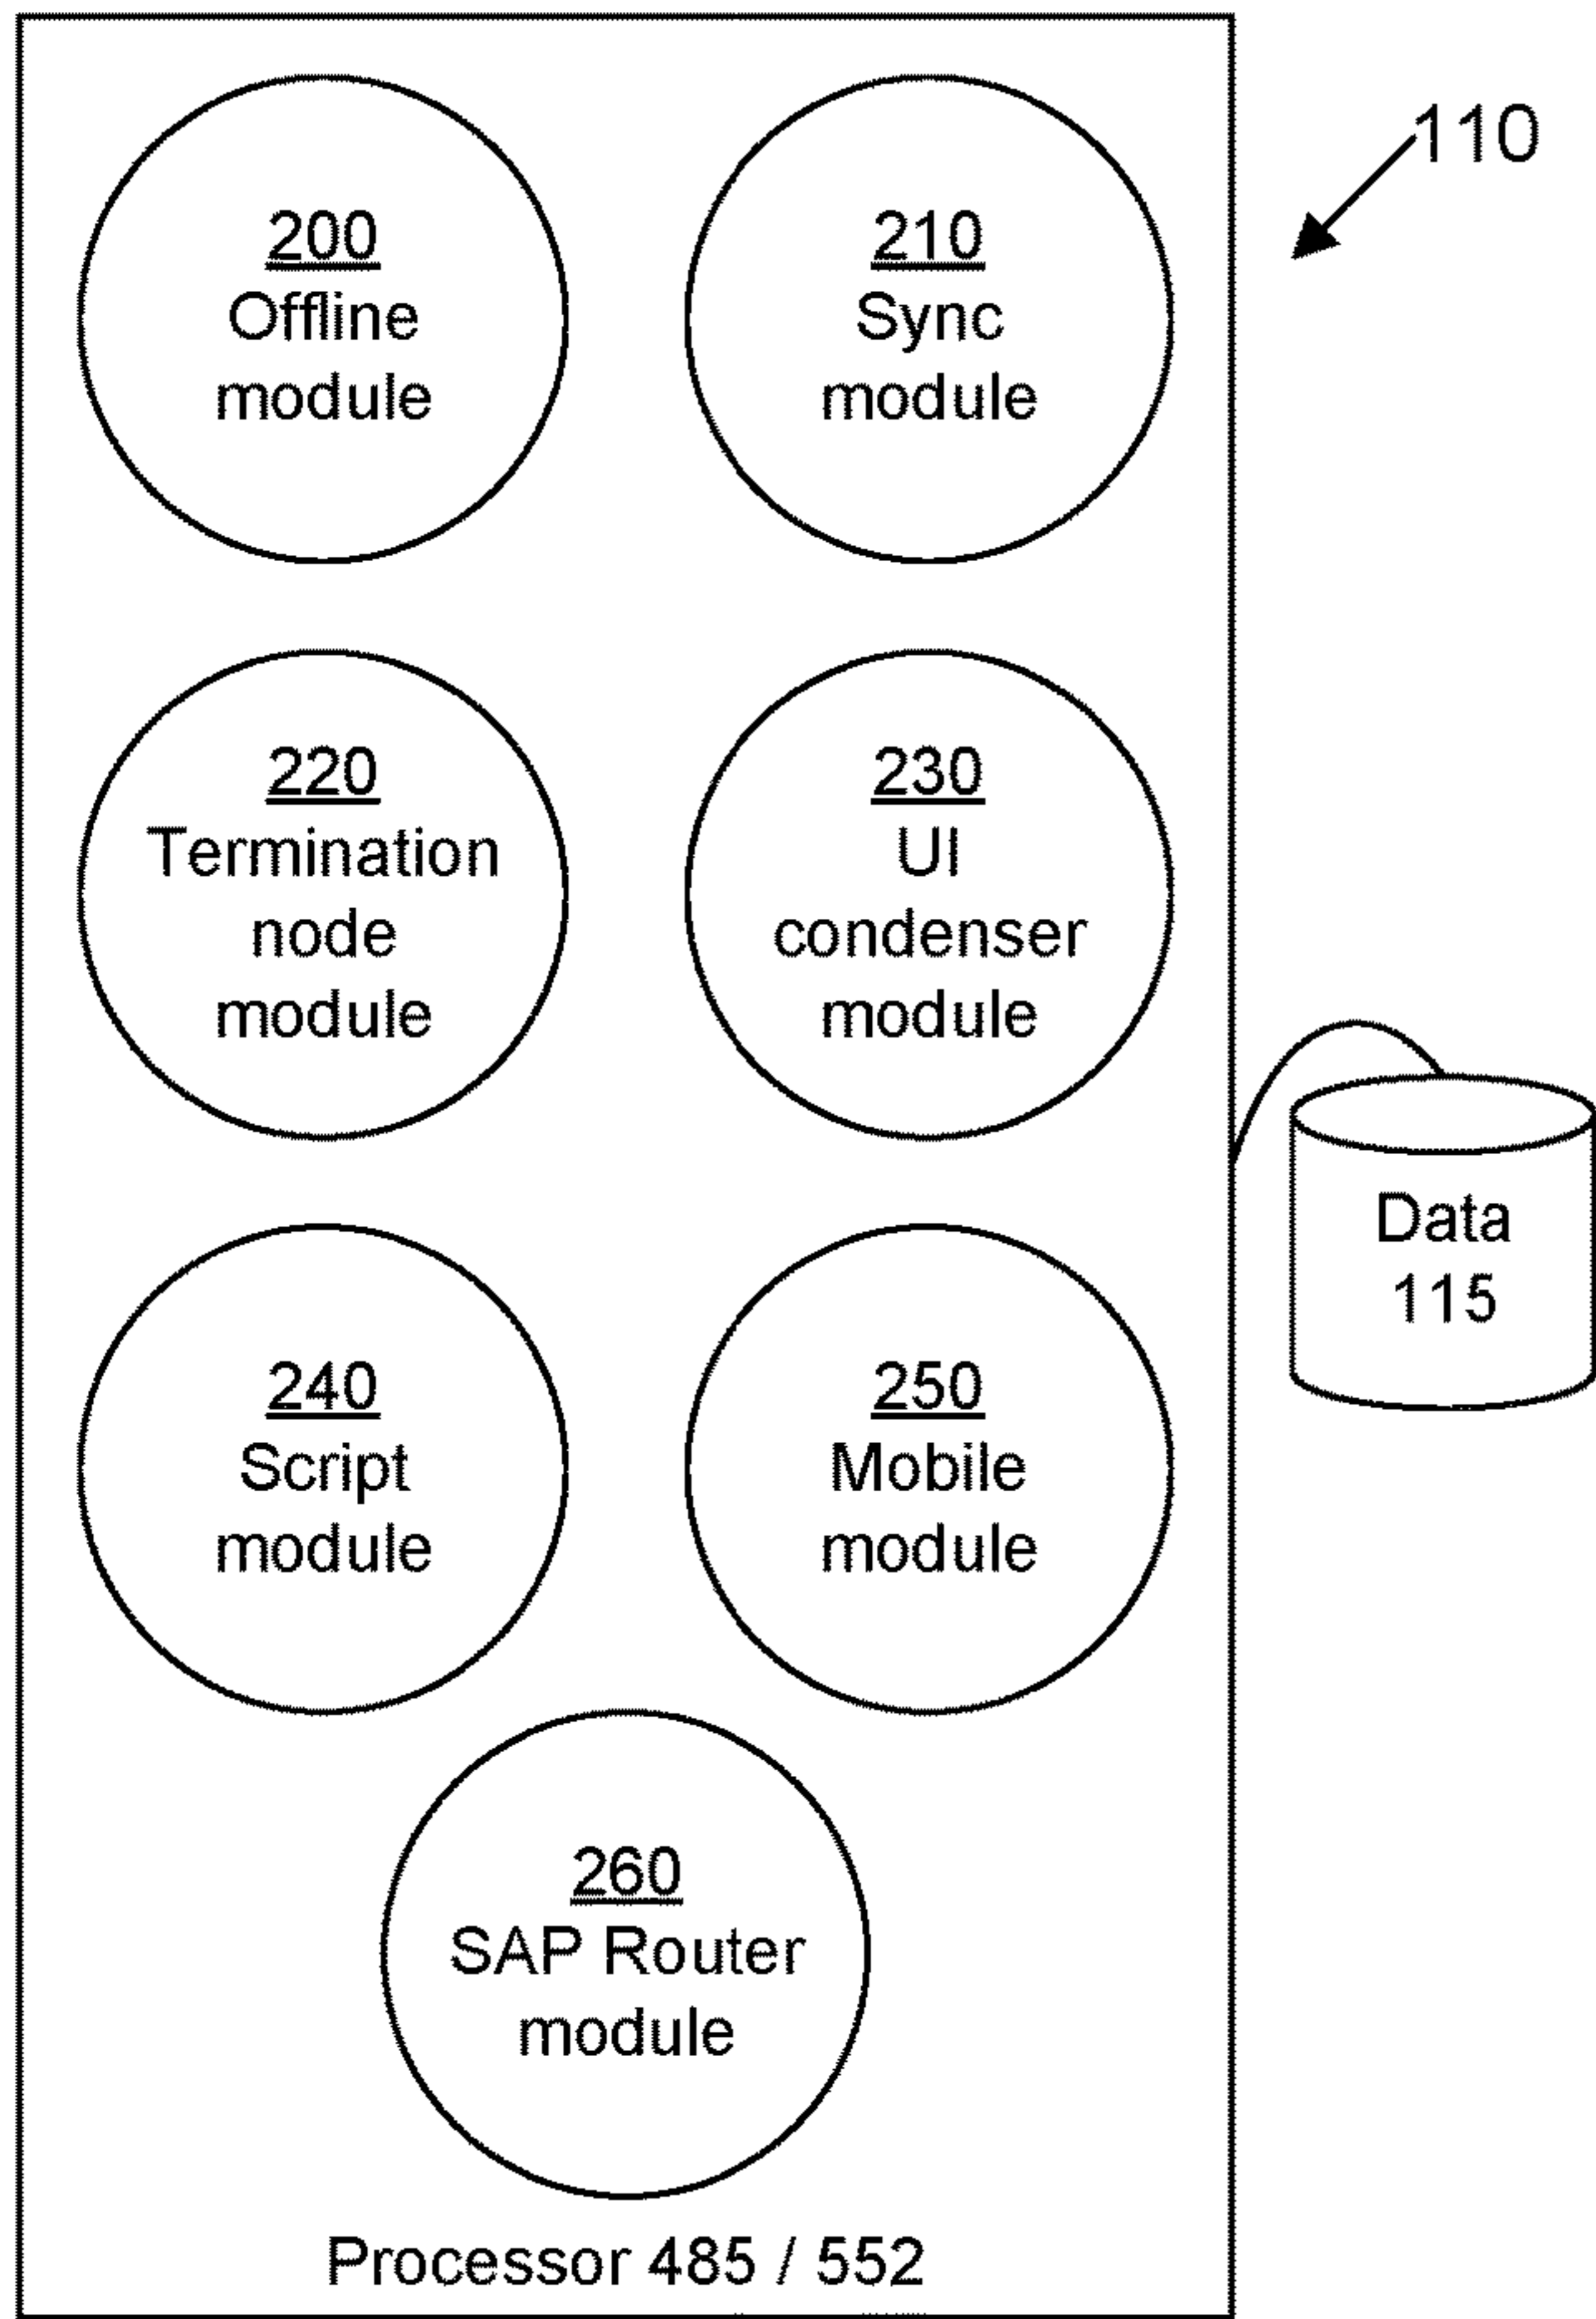 110
200
Offline
module
210
Sync
module
220
Termination
node
module
230
UI
condenser
module
Data
115
240
Script
module
250
Mobile
module
260
SAP Router
module
Processor 485 / 552